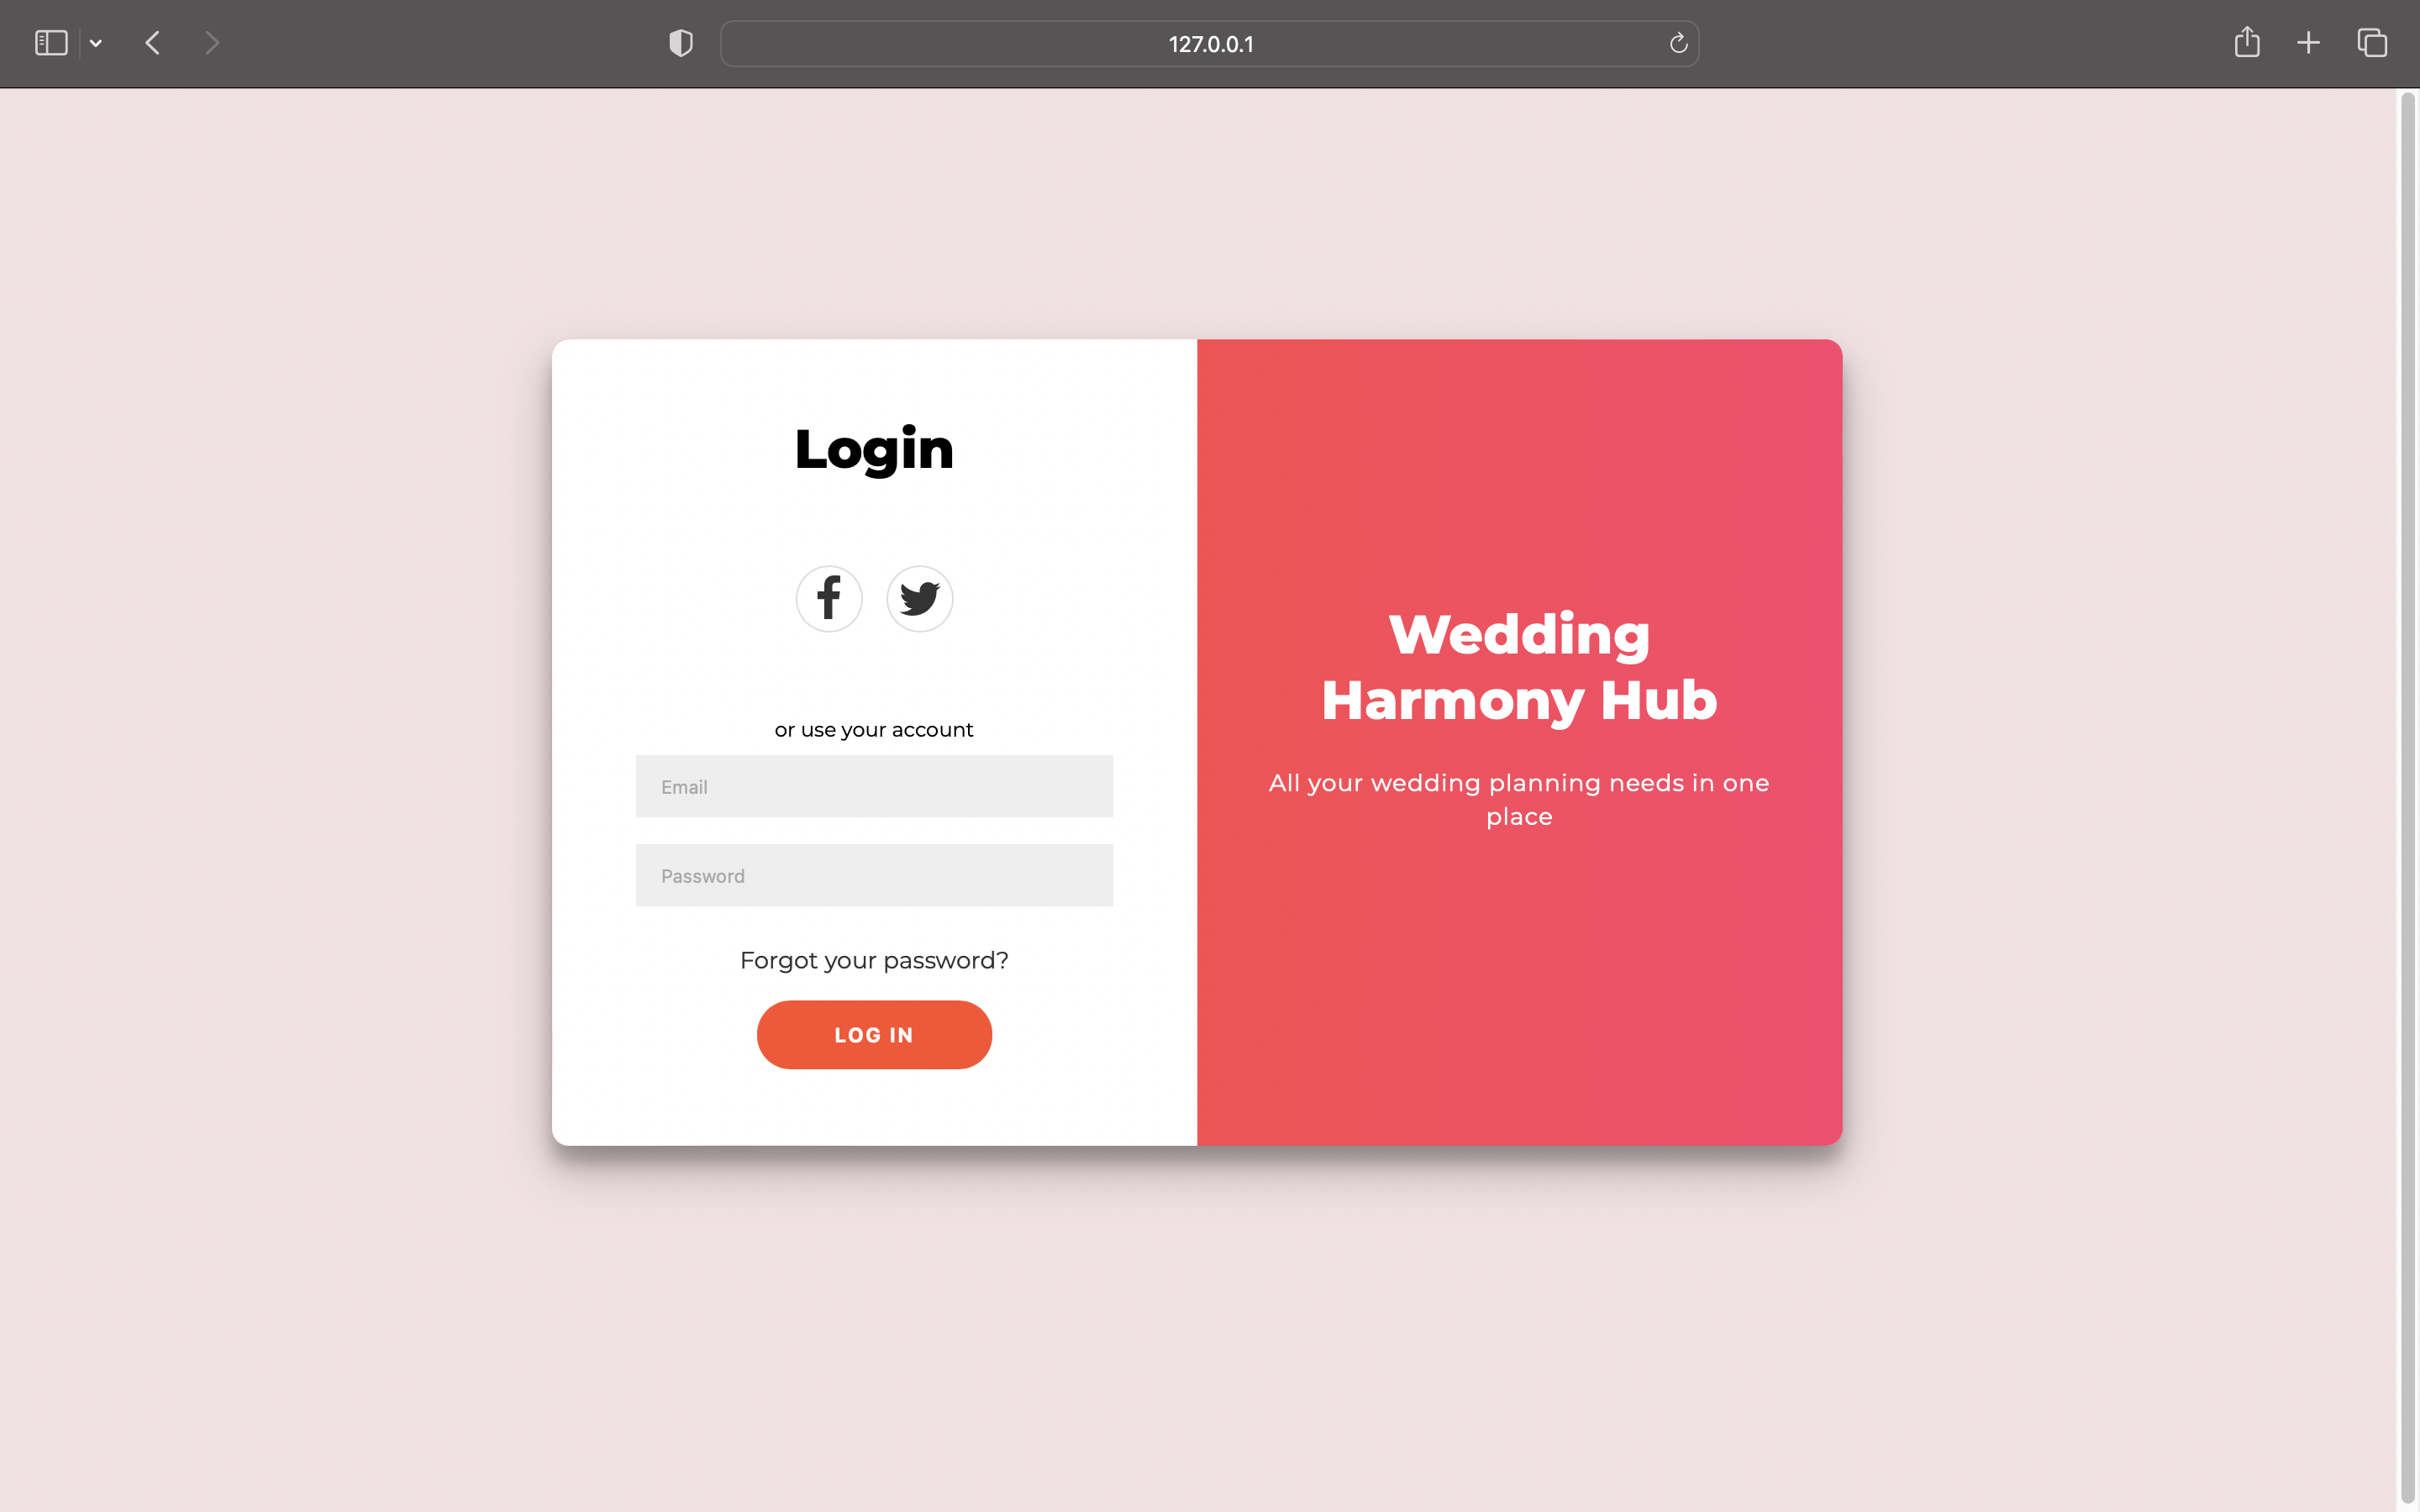 127.0.0.1
Login
or use your account
Email
Password
Forgot your password?
LOG IN
Wedding
Harmony Hub
All your wedding planning needs in one
place